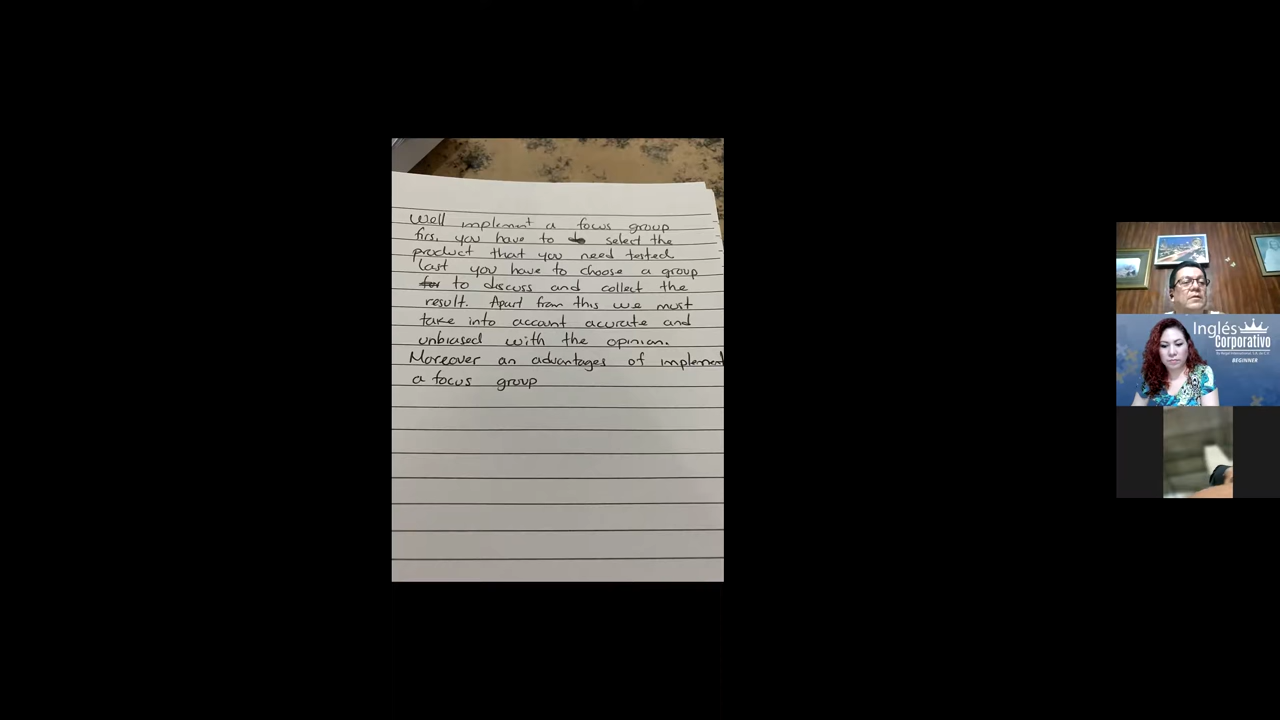 Well implement a focus group
firs, you have to select the
product that you need tested
last you have to choose a group
for to discuss and collect the
result. Apart from this we must
take into accant acurate and
unbiased with the opinion.
Moreover an advantages of implement
a focus group
Inglés
Corporativo
BEGINNER